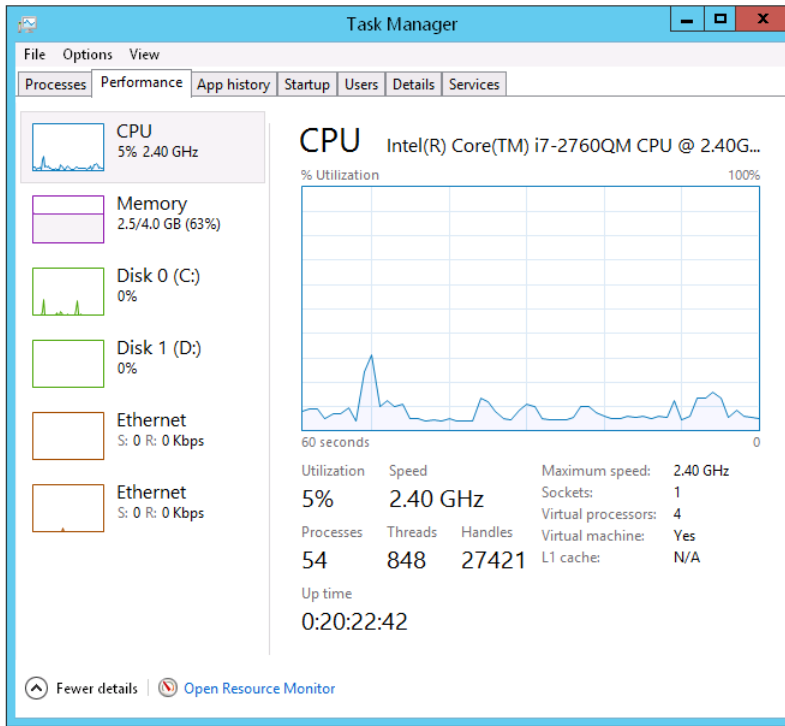 Task Manager
File Options View
Processes Performance App history Startup Users Details Services
CPU
5% 2.40 GHz
Memory
2.5/4.0 GB (63%)
Disk 0 (C:)
0%
Disk 1 (D:)
0%
Ethernet
S: 0 R: 0 Kbps
Ethernet
S: 0 R: 0 Kbps
CPU Intel(R) Core(TM) i7-2760QM CPU @ 2.40G...
% Utilization 100%
60 seconds 0
Utilization Speed
5% 2.40 GHz
Processes Threads Handles
54 848 27421
Up time
0:20:22:42
Maximum speed: 2.40 GHz
Sockets: 1
Virtual processors: 4
Virtual machine: Yes
L1 cache: N/A
Fewer details Open Resource Monitor